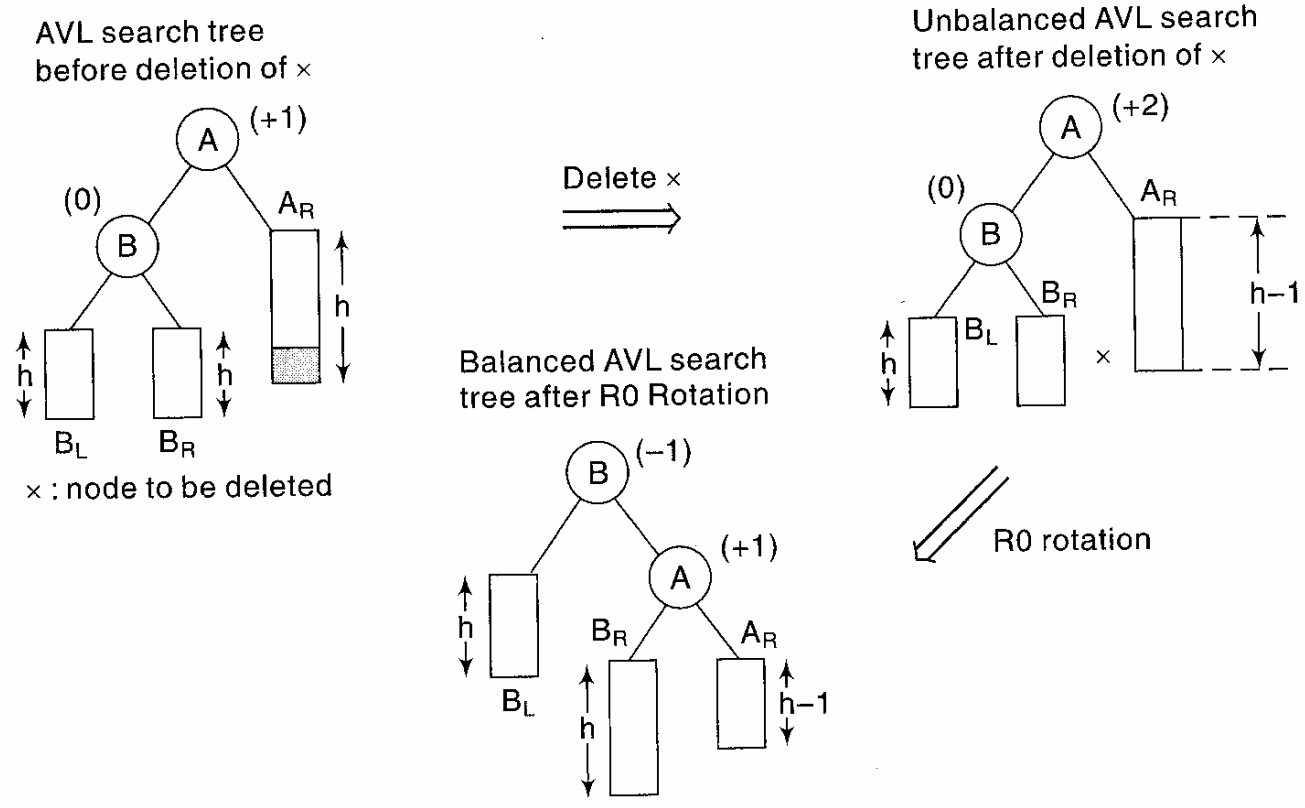 AVL search tree
before deletion of ×
A
(+1)
(0)
B
A_R
h
h
h
B_L
B_R
× : node to be deleted
Delete ×
Unbalanced AVL search
tree after deletion of ×
A
(+2)
(0)
B
A_R
B_R
B_L
h
×
h–1
R0 rotation
Balanced AVL search
tree after R0 Rotation
B
(–1)
A
(+1)
h
B_L
B_R
A_R
h
h–1